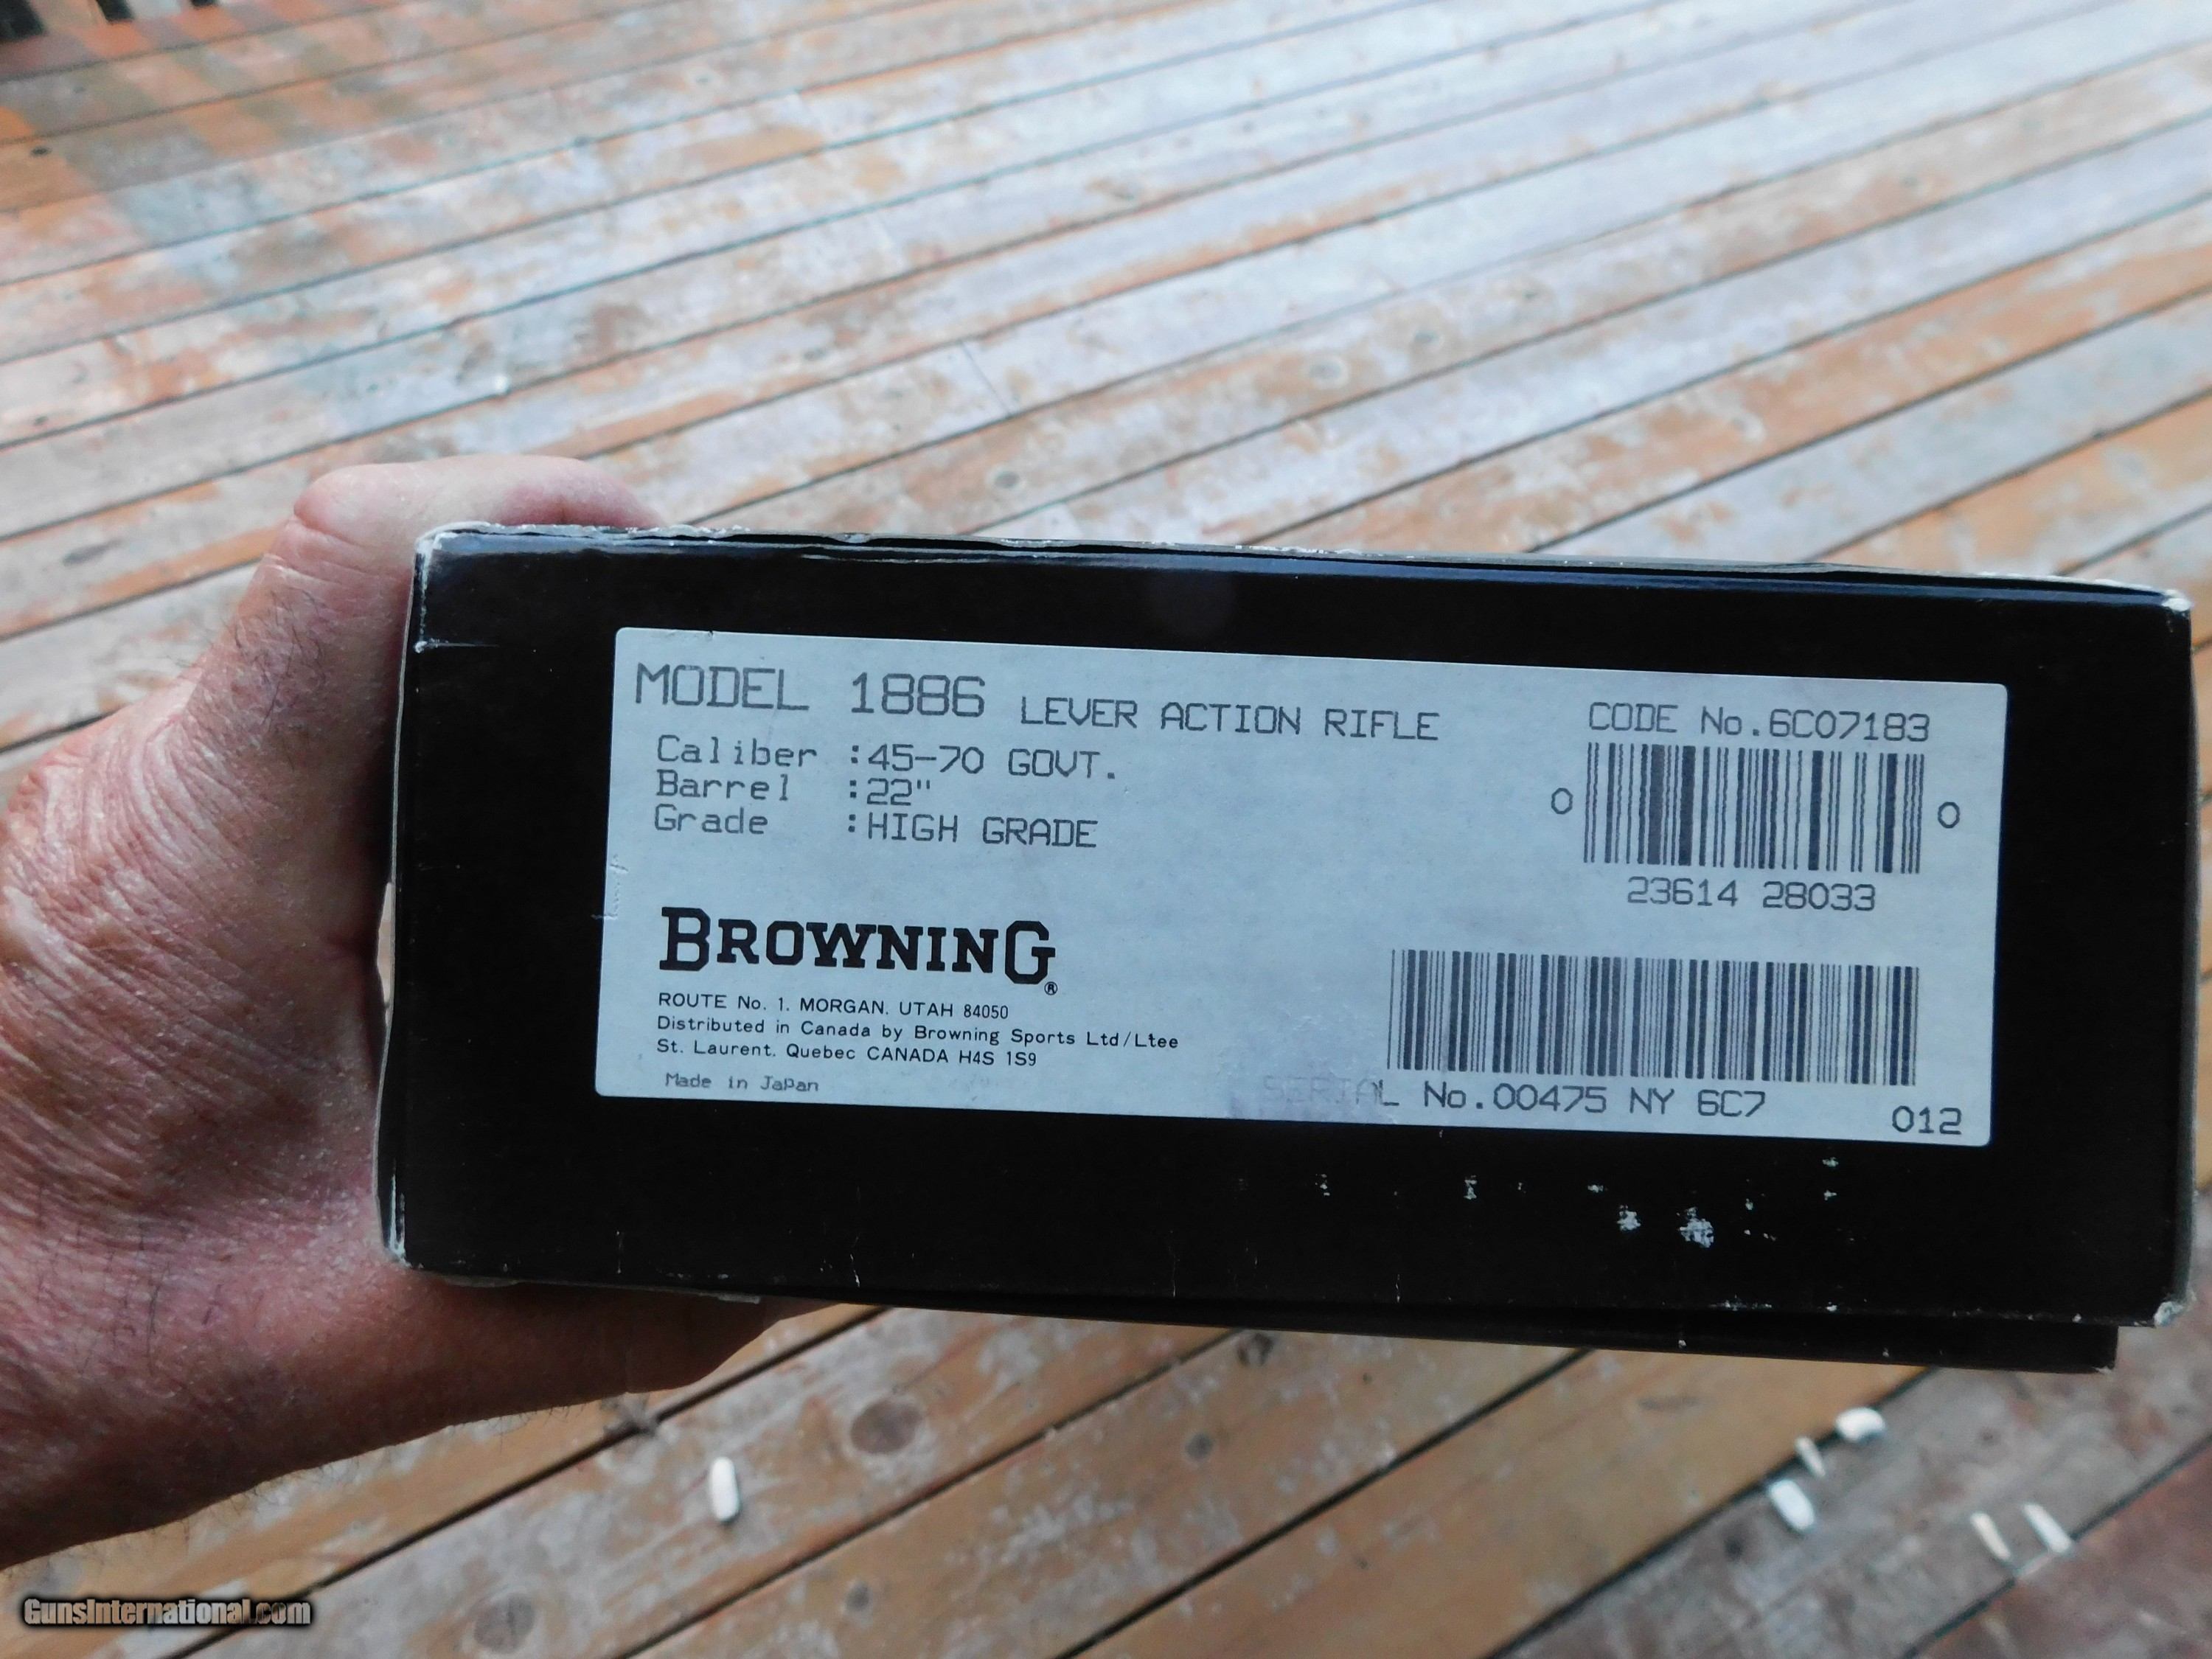 MODEL 1886 LEVER ACTION RIFLE
Caliber :45-70 GOVT.
Barrel :22"
Grade :HIGH GRADE
CODE No.6C07183
0 0
23614 28033
BROWNING®
ROUTE No. 1. MORGAN. UTAH 84050
Distributed in Canada by Browning Sports Ltd/Ltee
St. Laurent. Quebec CANADA H4S 1S9
Made in Japan
SERIAL No.00475 NY 6C7
012
GunsInternational.com